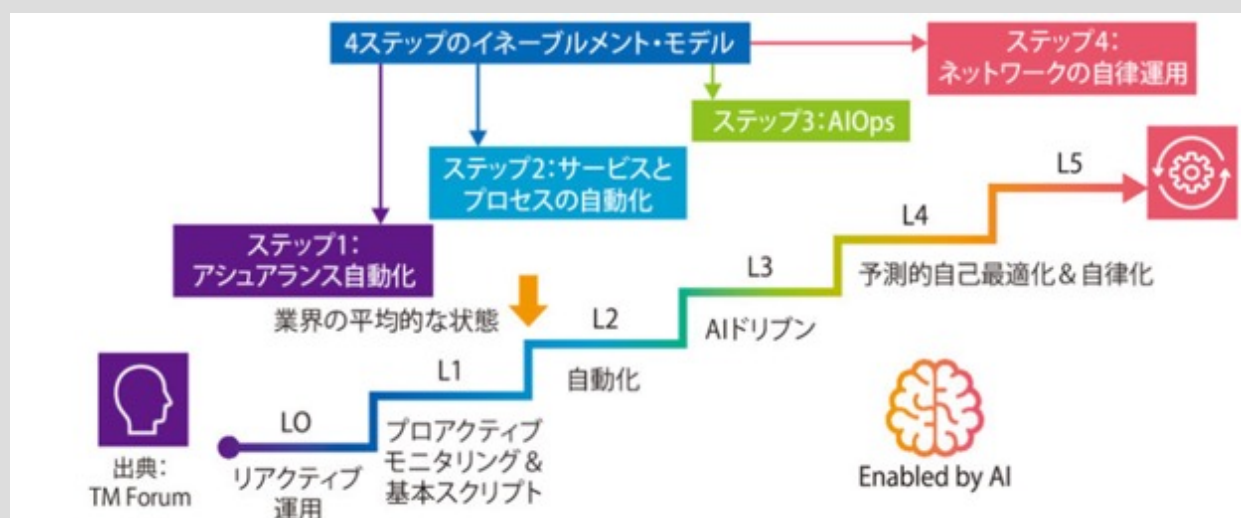 4ステップのイネーブルメント・モデル
ステップ4:
ネットワークの自律運用
ステップ3:AIOps
ステップ2:サービスと
プロセスの自動化
ステップ1:
アシュアランス自動化
業界の平均的な状態
L5
L4
予測的自己最適化&自律化
L3
AIドリブン
L2
自動化
L1
プロアクティブ
モニタリング&
基本スクリプト
L0
リアクティブ
運用
出典:
TM Forum
Enabled by AI